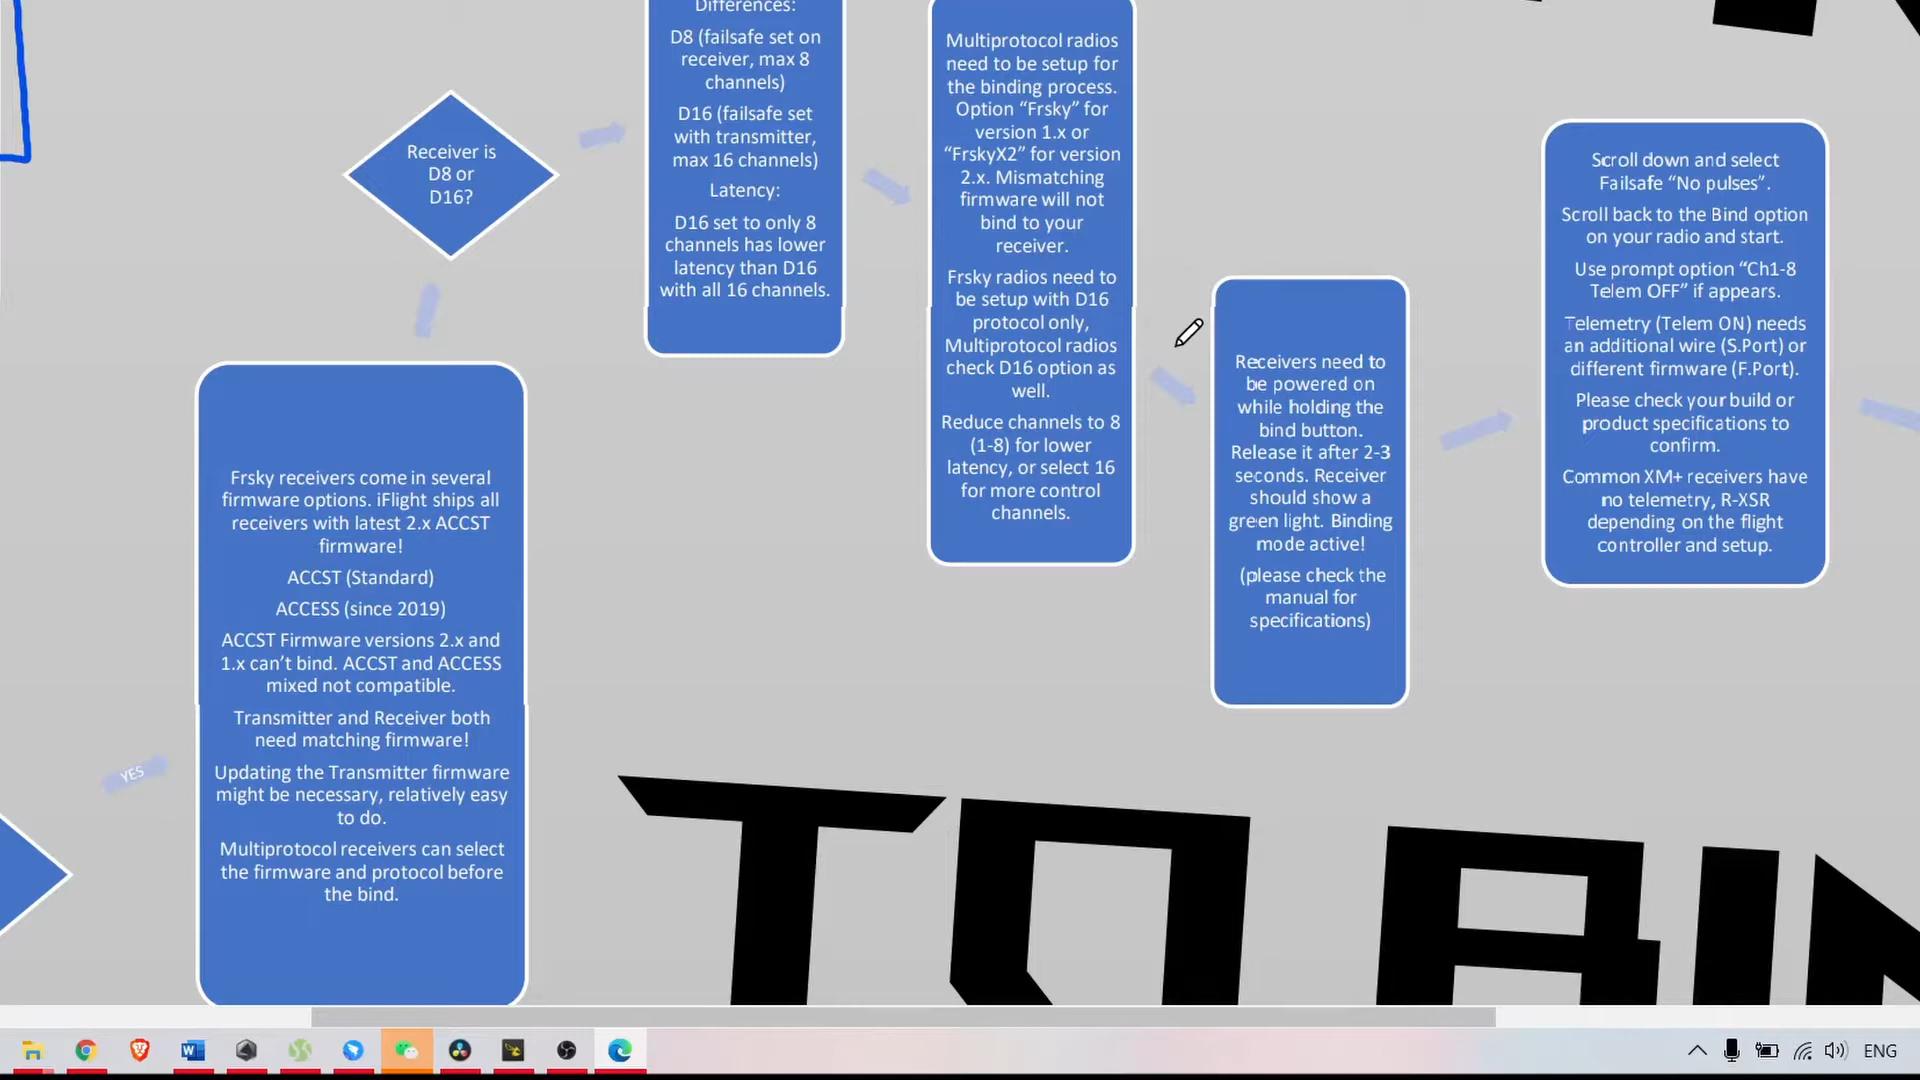 Differences:
D8 (failsafe set on
receiver, max 8
channels)
D16 (failsafe set
with transmitter,
max 16 channels)
Latency:
D16 set to only 8
channels has lower
latency than D16
with all 16 channels.
Multiprotocol radios
need to be setup for
the binding process.
Option “Frsky” for
version 1.x or
“FrskyX2” for version
2.x. Mismatching
firmware will not
bind to your
receiver.
Frsky radios need to
be setup with D16
protocol only,
Multiprotocol radios
check D16 option as
well.
Reduce channels to 8
(1-8) for lower
latency, or select 16
for more control
channels.
Receiver is
D8 or
D16?
Scroll down and select
Failsafe “No pulses”.
Scroll back to the Bind option
on your radio and start.
Use prompt option “Ch1-8
Telem OFF” if appears.
Telemetry (Telem ON) needs
an additional wire (S.Port) or
different firmware (F.Port).
Please check your build or
product specifications to
confirm.
Common XM+ receivers have
no telemetry, R-XSR
depending on the flight
controller and setup.
Receivers need to
be powered on
while holding the
bind button.
Release it after 2-3
seconds. Receiver
should show a
green light. Binding
mode active!
(please check the
manual for
specifications)
Frsky receivers come in several
firmware options. iFlight ships all
receivers with latest 2.x ACCST
firmware!
ACCST (Standard)
ACCESS (since 2019)
ACCST Firmware versions 2.x and
1.x can’t bind. ACCST and ACCESS
mixed not compatible.
Transmitter and Receiver both
need matching firmware!
Updating the Transmitter firmware
might be necessary, relatively easy
to do.
Multiprotocol receivers can select
the firmware and protocol before
the bind.
YES
TO BIN
ENG